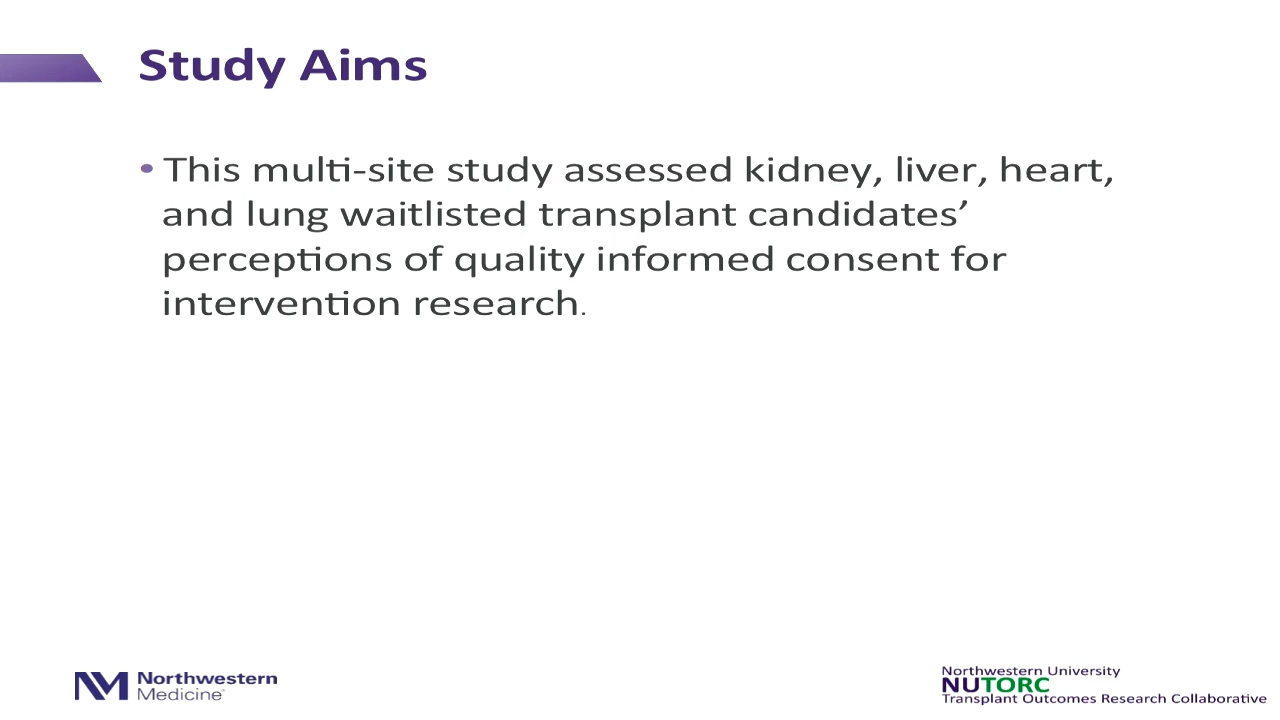 Study Aims
• This multi-site study assessed kidney, liver, heart,
and lung waitlisted transplant candidates’
perceptions of quality informed consent for
intervention research.
NM Northwestern
Medicine®
Northwestern University
NUTORC
Transplant Outcomes Research Collaborative